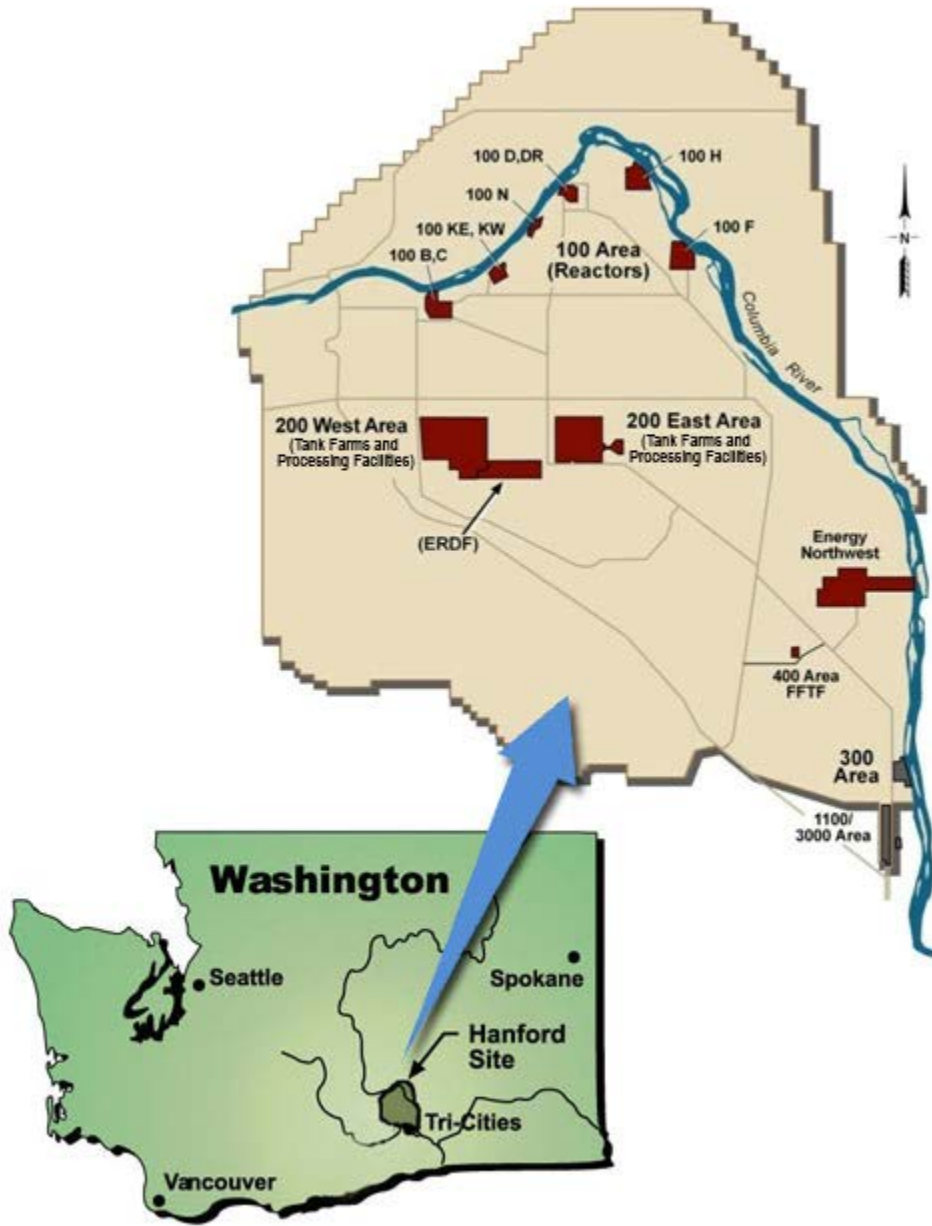 100 D,DR
100 H
100 N
100 KE, KW
100 F
100 B,C
100 Area
(Reactors)
N
Columbia River
200 West Area
(Tank Farms and
Processing Facilities)
200 East Area
(Tank Farms and
Processing Facilities)
(ERDF)
Energy
Northwest
400 Area
FFTF
300
Area
1100/
3000 Area
Washington
Seattle
Spokane
Hanford
Site
Tri-Cities
Vancouver